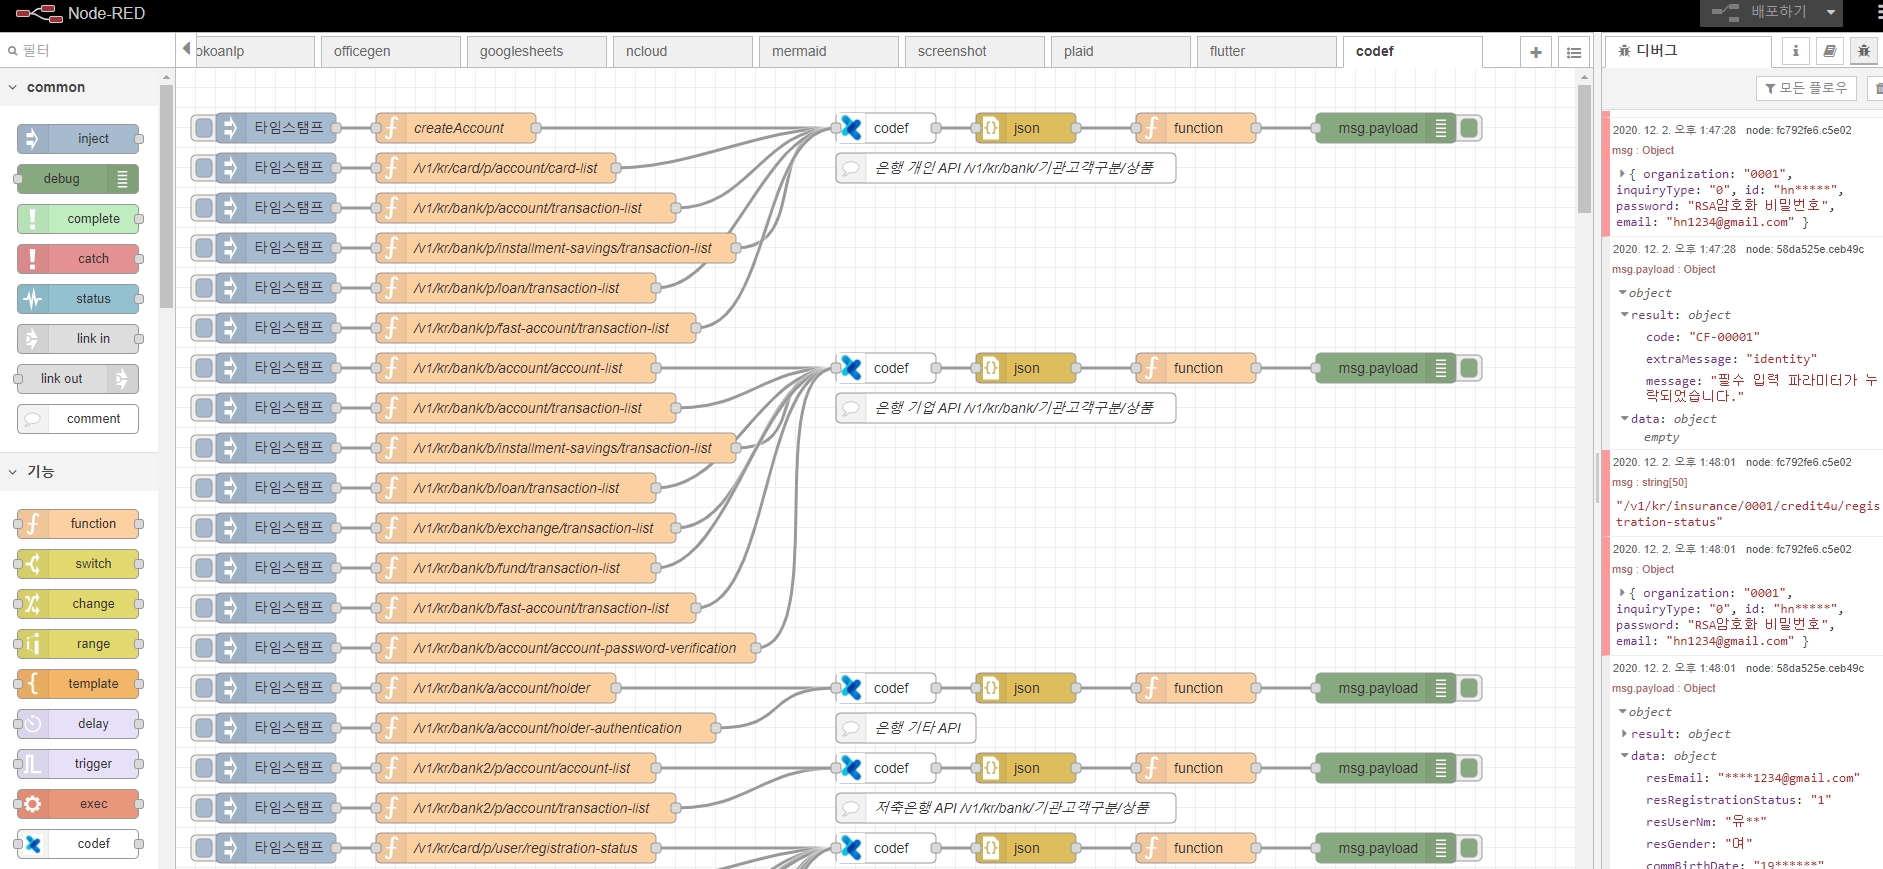 Node-RED
배포하기
필터
okoanlp
officegen
googlesheets
ncloud
mermaid
screenshot
plaid
flutter
codef
디버그
모든 플로우
common
inject
debug
complete
catch
status
link in
link out
comment
기능
function
switch
change
range
template
delay
trigger
exec
codef
타임스탬프 createAccount codef json function msg.payload
타임스탬프 /v1/kr/card/p/account/card-list 은행 개인 API /v1/kr/bank/기관고객구분/상품
타임스탬프 /v1/kr/bank/p/account/transaction-list
타임스탬프 /v1/kr/bank/p/installment-savings/transaction-list
타임스탬프 /v1/kr/bank/p/loan/transaction-list
타임스탬프 /v1/kr/bank/p/fast-account/transaction-list
타임스탬프 /v1/kr/bank/b/account/account-list codef json function msg.payload
타임스탬프 /v1/kr/bank/b/account/transaction-list 은행 기업 API /v1/kr/bank/기관고객구분/상품
타임스탬프 /v1/kr/bank/b/installment-savings/transaction-list
타임스탬프 /v1/kr/bank/b/loan/transaction-list
타임스탬프 /v1/kr/bank/b/exchange/transaction-list
타임스탬프 /v1/kr/bank/b/fund/transaction-list
타임스탬프 /v1/kr/bank/b/fast-account/transaction-list
타임스탬프 /v1/kr/bank/b/account/account-password-verification
타임스탬프 /v1/kr/bank/a/account/holder codef json function msg.payload
타임스탬프 /v1/kr/bank/a/account/holder-authentication 은행 기타 API
타임스탬프 /v1/kr/bank2/p/account/account-list codef json function msg.payload
타임스탬프 /v1/kr/bank2/p/account/transaction-list 저축은행 API /v1/kr/bank/기관고객구분/상품
타임스탬프 /v1/kr/card/p/user/registration-status codef json function msg.payload
2020. 12. 2. 오후 1:47:28 node: fc792fe6.c5e02
msg : Object
{ organization: "0001",
inquiryType: "0", id: "hn*****",
password: "RSA암호화 비밀번호",
email: "hn1234@gmail.com" }
2020. 12. 2. 오후 1:47:28 node: 58da525e.ceb49c
msg.payload : Object
object
result: object
code: "CF-00001"
extraMessage: "identity"
message: "필수 입력 파라미터가 누
락되었습니다."
data: object
empty
2020. 12. 2. 오후 1:48:01 node: fc792fe6.c5e02
msg : string[50]
"/v1/kr/insurance/0001/credit4u/regis
tration-status"
2020. 12. 2. 오후 1:48:01 node: fc792fe6.c5e02
msg : Object
{ organization: "0001",
inquiryType: "0", id: "hn*****",
password: "RSA암호화 비밀번호",
email: "hn1234@gmail.com" }
2020. 12. 2. 오후 1:48:01 node: 58da525e.ceb49c
msg.payload : Object
object
result: object
data: object
resEmail: "****1234@gmail.com"
resRegistrationStatus: "1"
resUserNm: "유**"
resGender: "여"
commBirthDate: "19******"